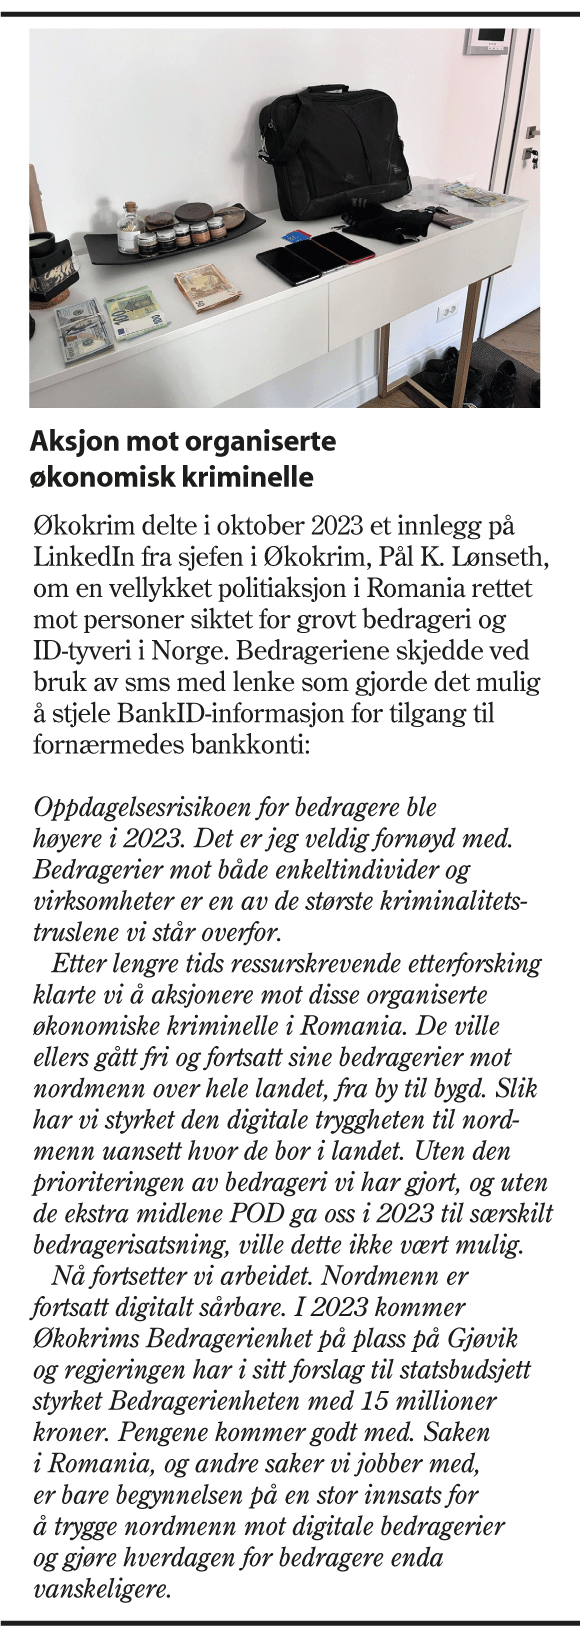 Aksjon mot organiserte
økonomisk kriminelle
Økokrim delte i oktober 2023 et innlegg på
LinkedIn fra sjefen i Økokrim, Pål K. Lønseth,
om en vellykket politiaksjon i Romania rettet
mot personer siktet for grovt bedrageri og
ID-tyveri i Norge. Bedrageriene skjedde ved
bruk av sms med lenke som gjorde det mulig
å stjele BankID-informasjon for tilgang til
fornærmedes bankkonti:
Oppdagelsesrisikoen for bedragere ble
høyere i 2023. Det er jeg veldig fornøyd med.
Bedragerier mot både enkeltindivider og
virksomheter er en av de største kriminalitets-
truslene vi står overfor.
Etter lengre tids ressurskrevende etterforsking
klarte vi å aksjonere mot disse organiserte
økonomiske kriminelle i Romania. De ville
ellers gått fri og fortsatt sine bedragerier mot
nordmenn over hele landet, fra by til bygd. Slik
har vi styrket den digitale tryggheten til nord-
menn uansett hvor de bor i landet. Uten den
prioriteringen av bedrageri vi har gjort, og uten
de ekstra midlene POD ga oss i 2023 til særskilt
bedragerisatsning, ville dette ikke vært mulig.
Nå fortsetter vi arbeidet. Nordmenn er
fortsatt digitalt sårbare. I 2023 kommer
Økokrims Bedragerienhet på plass på Gjøvik
og regjeringen har i sitt forslag til statsbudsjett
styrket Bedragerienheten med 15 millioner
kroner. Pengene kommer godt med. Saken
i Romania, og andre saker vi jobber med,
er bare begynnelsen på en stor innsats for
å trygge nordmenn mot digitale bedragerier
og gjøre hverdagen for bedragere enda
vanskeligere.